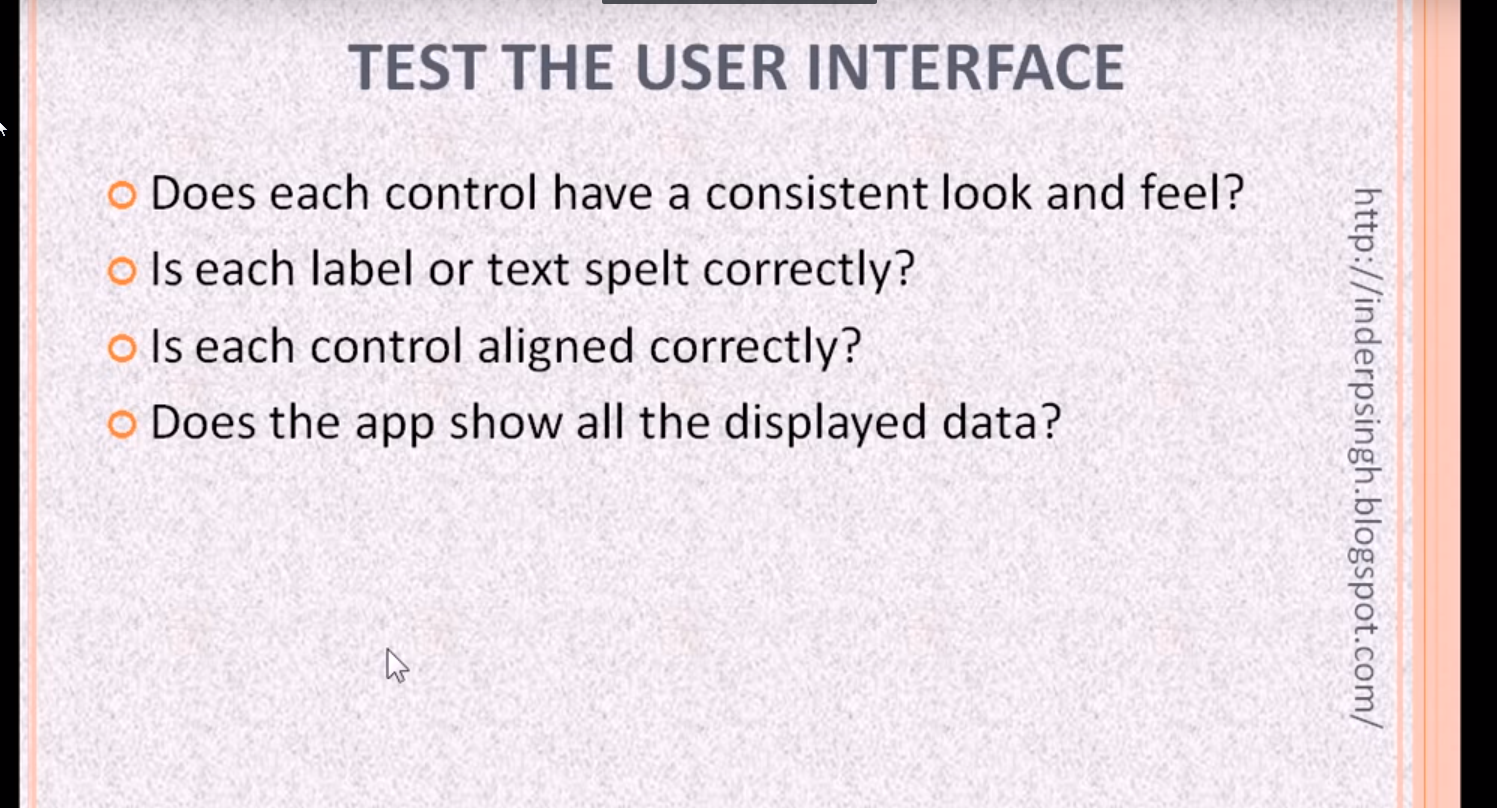 TEST THE USER INTERFACE
Does each control have a consistent look and feel?
Is each label or text spelt correctly?
Is each control aligned correctly?
Does the app show all the displayed data?
http://inderpsingh.blogspot.com/